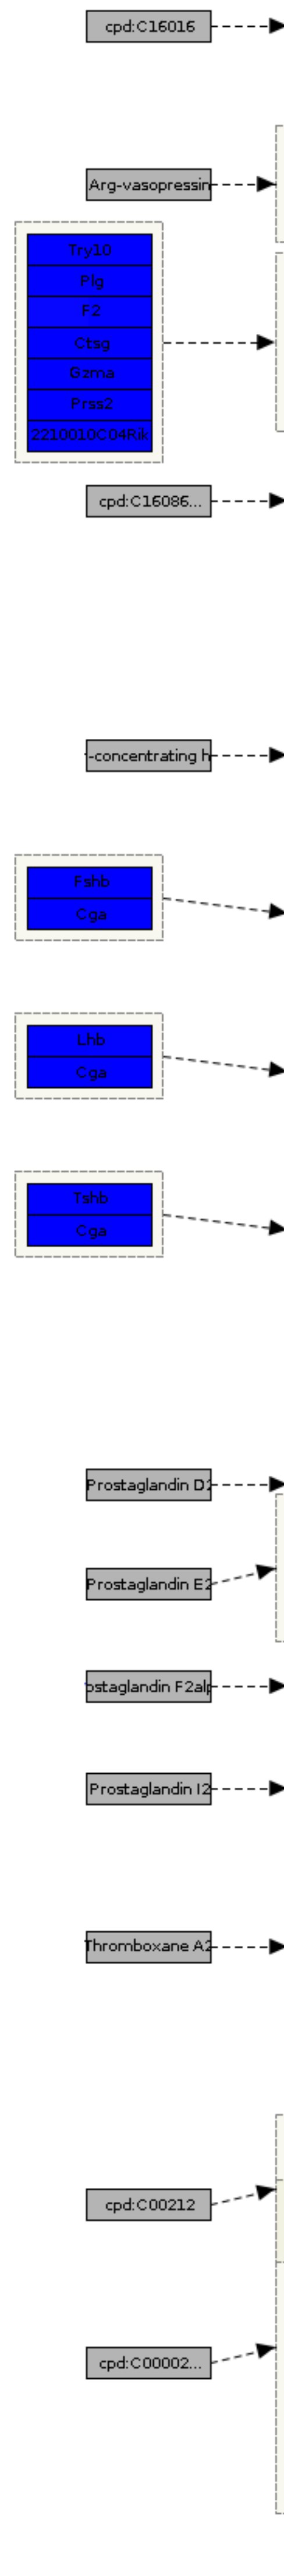 cpd:C16016
Arg-vasopressin
Try10
Plg
F2
Ctsg
Gzma
Prss2
2210010C04Rik
cpd:C16086...
-concentrating h
Fshb
Cga
Lhb
Cga
Tshb
Cga
Prostaglandin D2
Prostaglandin E2
ostaglandin F2alp
Prostaglandin I2
Thromboxane A2
cpd:C00212
cpd:C00002...